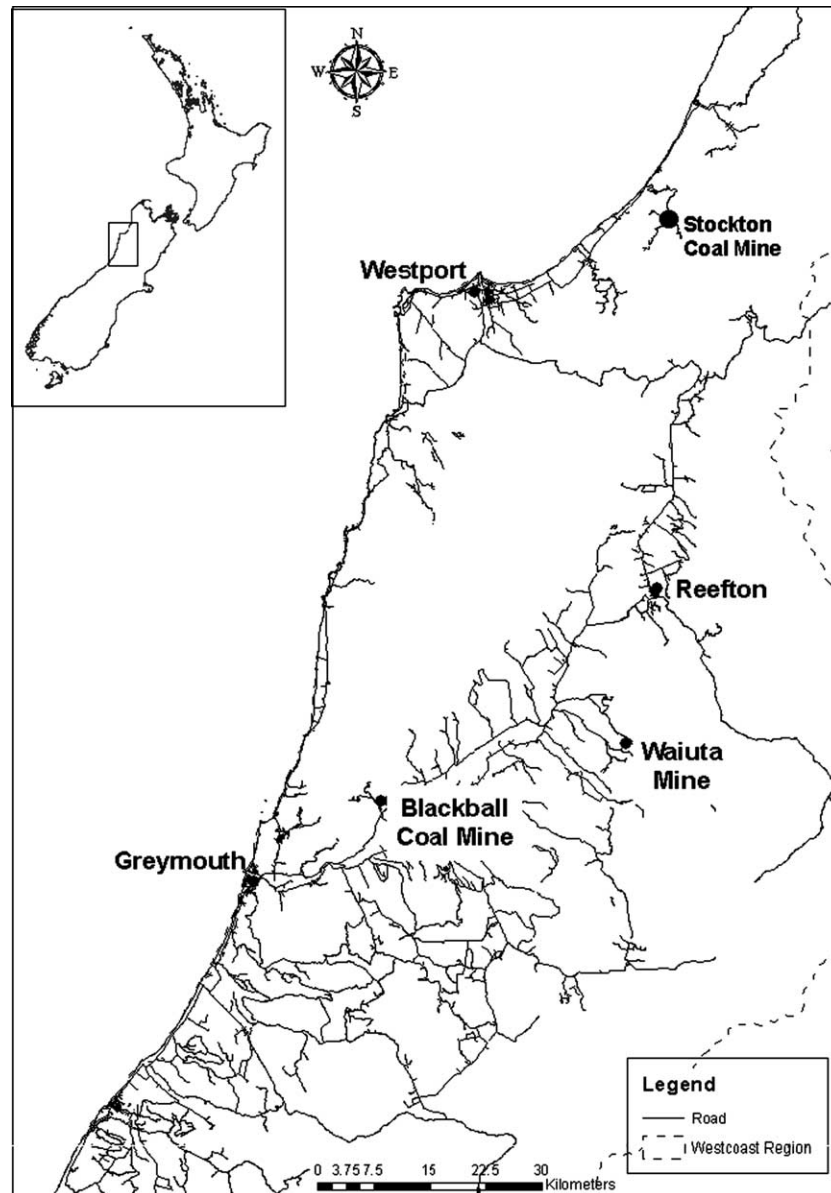 N
W E
S
Stockton
Coal Mine
Westport
Reefton
Waiuta
Mine
Blackball
Coal Mine
Greymouth
Legend
Road
Westcoast Region
0 3.75 7.5 15 22.5 30
Kilometers